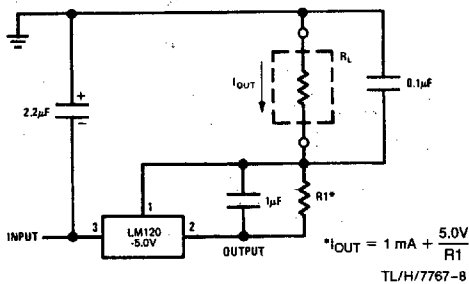 R_L
I_OUT
0.1µF
+
2.2µF
−
1
1µF
R1*
INPUT
3
LM120
-5.0V
2
OUTPUT
*I_OUT = 1 mA + 5.0V / R1
TL/H/7767-8